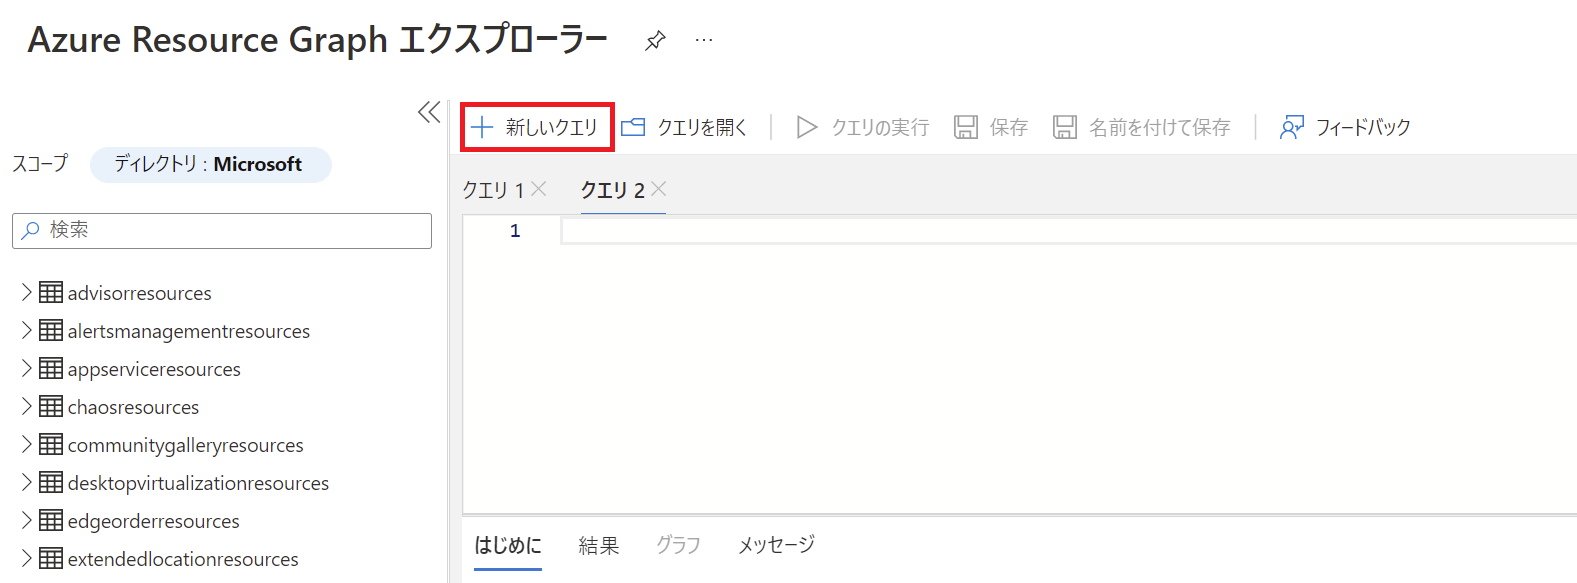 Azure Resource Graph エクスプローラー
新しいクエリ クエリを開く クエリの実行 保存 名前を付けて保存 フィードバック
スコープ ディレクトリ : Microsoft
検索
advisorresources
alertsmanagementresources
appserviceresources
chaosresources
communitygalleryresources
desktopvirtualizationresources
edgeorderresources
extendedlocationresources
クエリ 1 クエリ 2
1
はじめに 結果 グラフ メッセージ